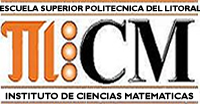 ESCUELA SUPERIOR POLITECNICA DEL LITORAL
ICM
INSTITUTO DE CIENCIAS MATEMATICAS